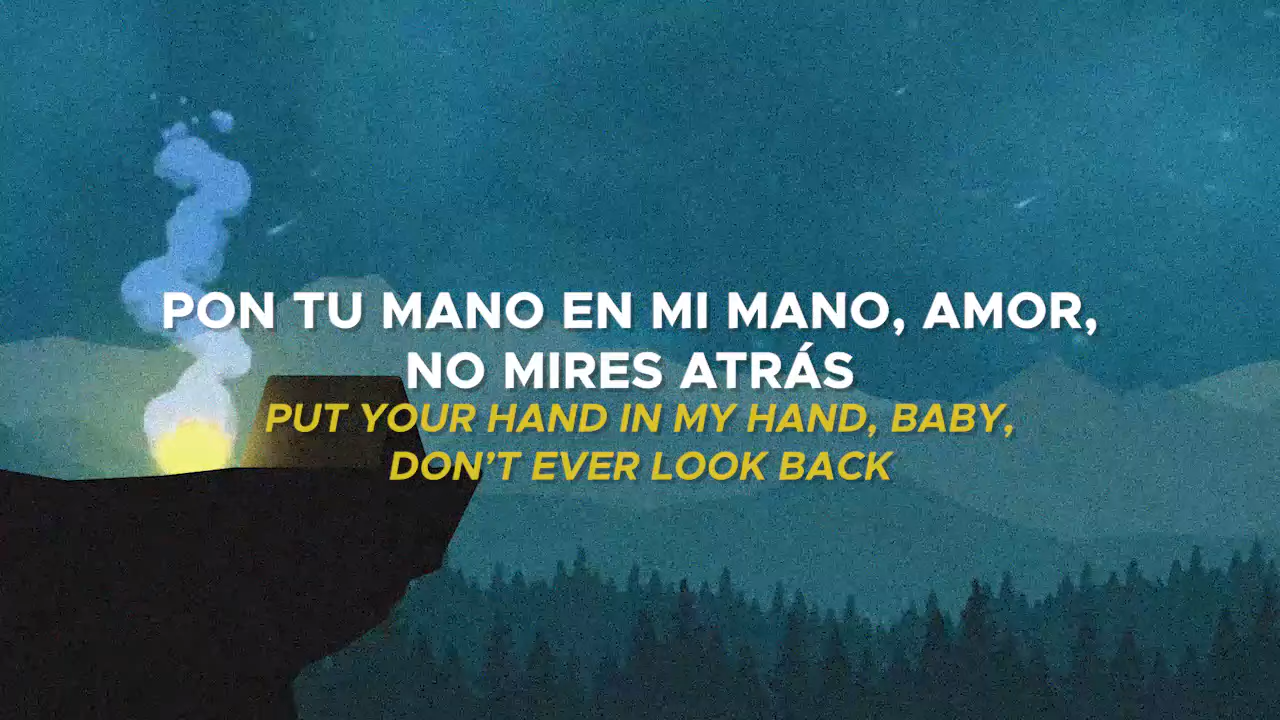 PON TU MANO EN MI MANO, AMOR,
NO MIRES ATRÁS
PUT YOUR HAND IN MY HAND, BABY,
DON’T EVER LOOK BACK